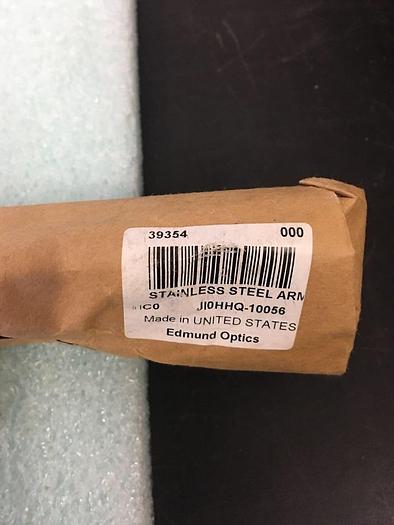 39354 000
STAINLESS STEEL ARM
JI0HHQ-10056
Made in UNITED STATES
Edmund Optics